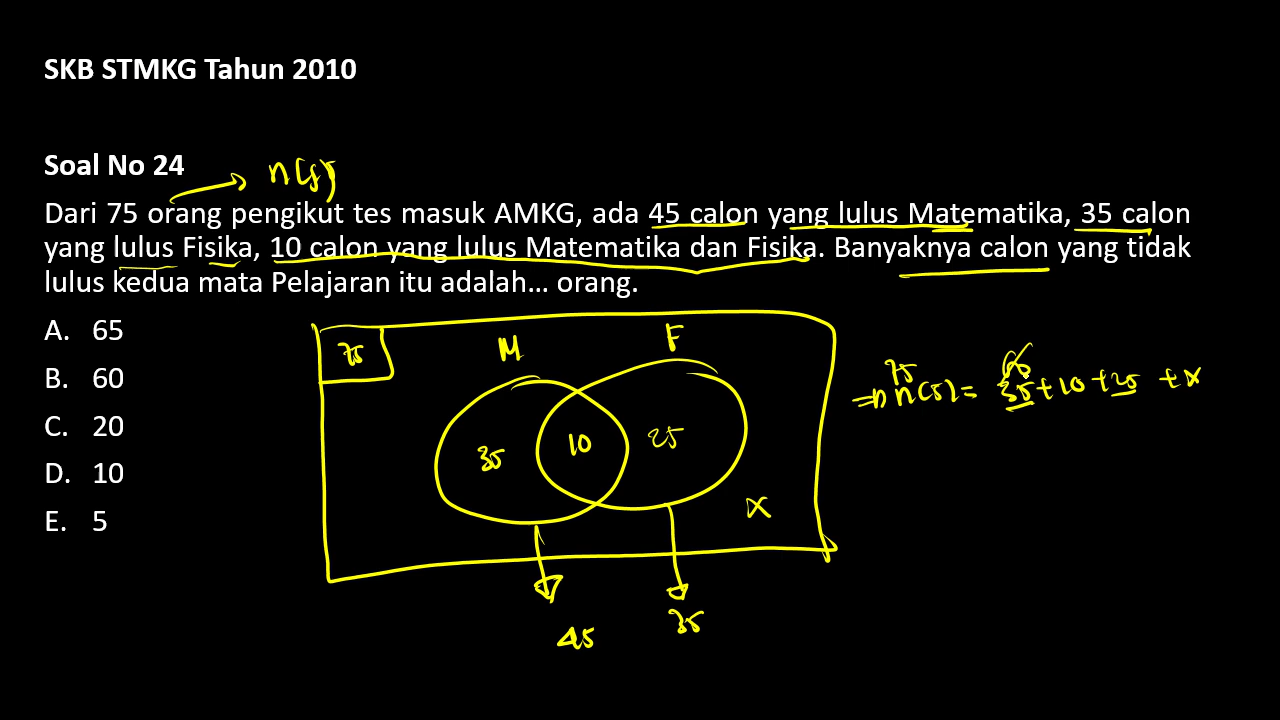 SKB STMKG Tahun 2010
Soal No 24
n(S)
Dari 75 orang pengikut tes masuk AMKG, ada 45 calon yang lulus Matematika, 35 calon
yang lulus Fisika, 10 calon yang lulus Matematika dan Fisika. Banyaknya calon yang tidak
lulus kedua mata Pelajaran itu adalah... orang.
A. 65
B. 60
C. 20
D. 10
E. 5
75
M F
35 10 25
x
45 35
75
n(S) = 35 + 10 + 25 + x